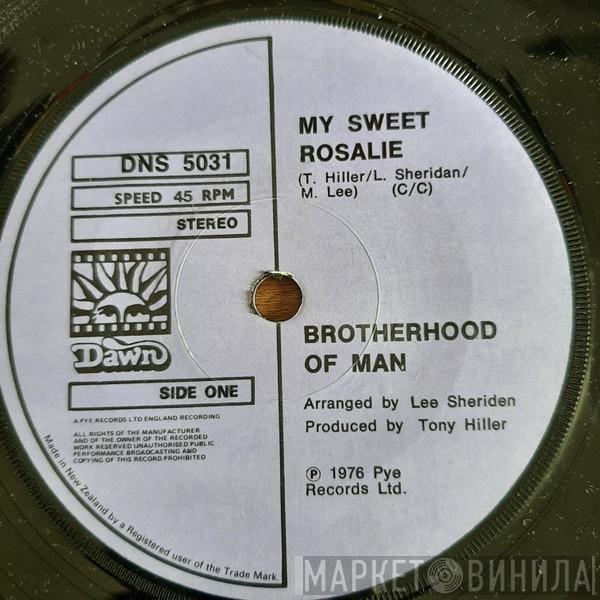 DNS 5031
SPEED 45 RPM
STEREO
Dawn
SIDE ONE
A PYE RECORDS LTD ENGLAND RECORDING
ALL RIGHTS OF THE MANUFACTURER
AND OF THE OWNER OF THE RECORDED
WORK RESERVED UNAUTHORISED PUBLIC
PERFORMANCE BROADCASTING AND
COPYING OF THIS RECORD PROHIBITED
Made in New Zealand by a Registered user of the Trade Mark.
MY SWEET
ROSALIE
(T. Hiller/L. Sheridan/
M. Lee) (C/C)
BROTHERHOOD
OF MAN
Arranged by Lee Sheriden
Produced by Tony Hiller
Ⓟ 1976 Pye
Records Ltd.
МАРКЕТ ВИНИЛА